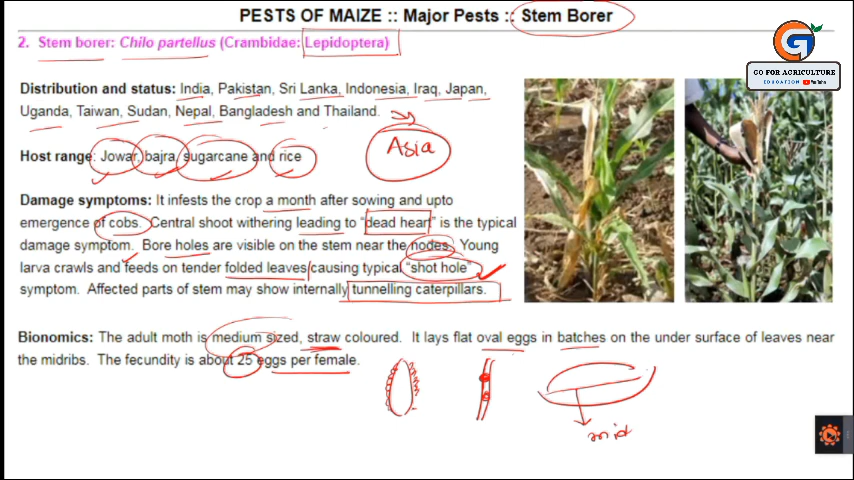 PESTS OF MAIZE :: Major Pests :: Stem Borer
2. Stem borer: Chilo partellus (Crambidae: Lepidoptera)
GO FOR AGRICULTURE
EDUCATION YouTube
Distribution and status: India, Pakistan, Sri Lanka, Indonesia, Iraq, Japan,
Uganda, Taiwan, Sudan, Nepal, Bangladesh and Thailand.
Asia
Host range: Jowar, bajra, sugarcane and rice
Damage symptoms: It infests the crop a month after sowing and upto
emergence of cobs. Central shoot withering leading to “dead heart” is the typical
damage symptom. Bore holes are visible on the stem near the nodes. Young
larva crawls and feeds on tender folded leaves causing typical “shot hole”
symptom. Affected parts of stem may show internally tunnelling caterpillars.
Bionomics: The adult moth is medium sized, straw coloured. It lays flat oval eggs in batches on the under surface of leaves near
the midribs. The fecundity is about 25 eggs per female.
mid